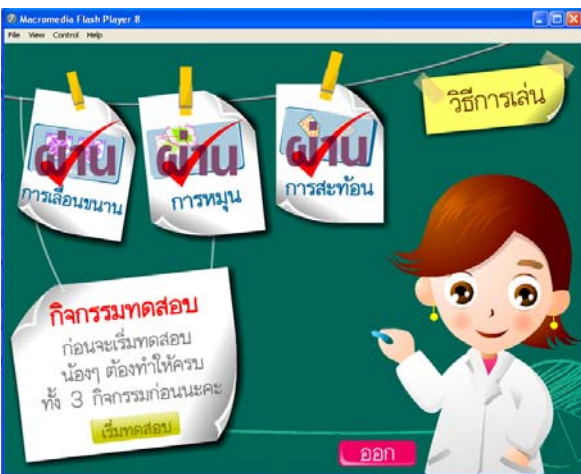 Macromedia Flash Player 8
File View Control Help
วิธีการเล่น
ผ่าน
ผ่าน
ผ่าน
การเลื่อนขนาน
การหมุน
การสะท้อน
กิจกรรมทดสอบ
ก่อนจะเริ่มทดสอบ
น้องๆ ต้องทำให้ครบ
ทั้ง 3 กิจกรรมก่อนนะคะ
เริ่มทดสอบ
ออก